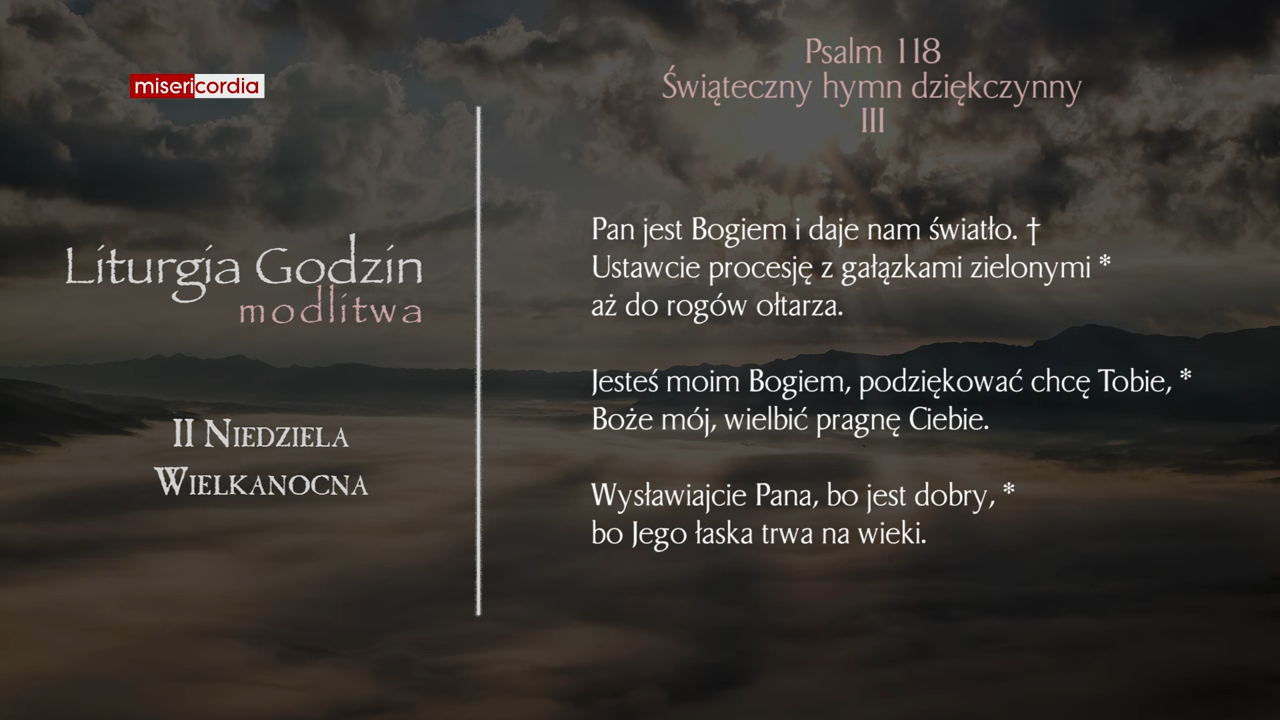 misericordia
Liturgia Godzin
modlitwa
II Niedziela
Wielkanocna
Psalm 118
Świąteczny hymn dziękczynny
III
Pan jest Bogiem i daje nam światło. †
Ustawcie procesję z gałązkami zielonymi *
aż do rogów ołtarza.
Jesteś moim Bogiem, podziękować chcę Tobie, *
Boże mój, wielbić pragnę Ciebie.
Wysławiajcie Pana, bo jest dobry, *
bo Jego łaska trwa na wieki.